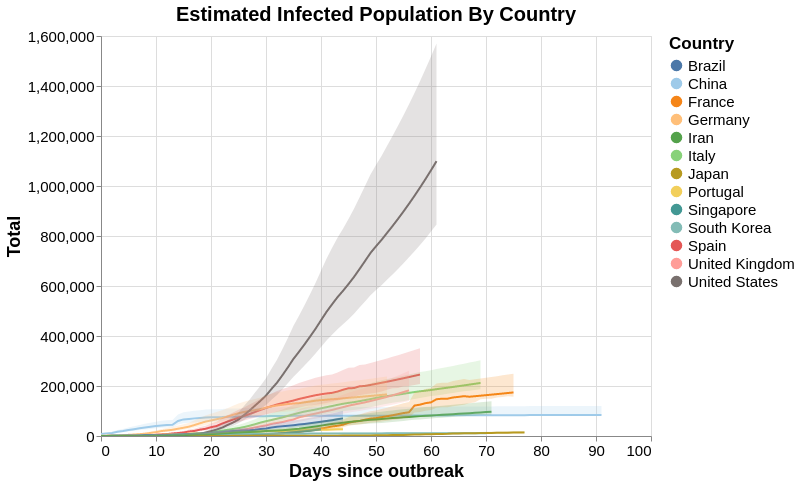 Estimated Infected Population By Country
1,600,000
1,400,000
1,200,000
1,000,000
800,000
600,000
400,000
200,000
0
Total
0 10 20 30 40 50 60 70 80 90 100
Days since outbreak
Country
Brazil
China
France
Germany
Iran
Italy
Japan
Portugal
Singapore
South Korea
Spain
United Kingdom
United States